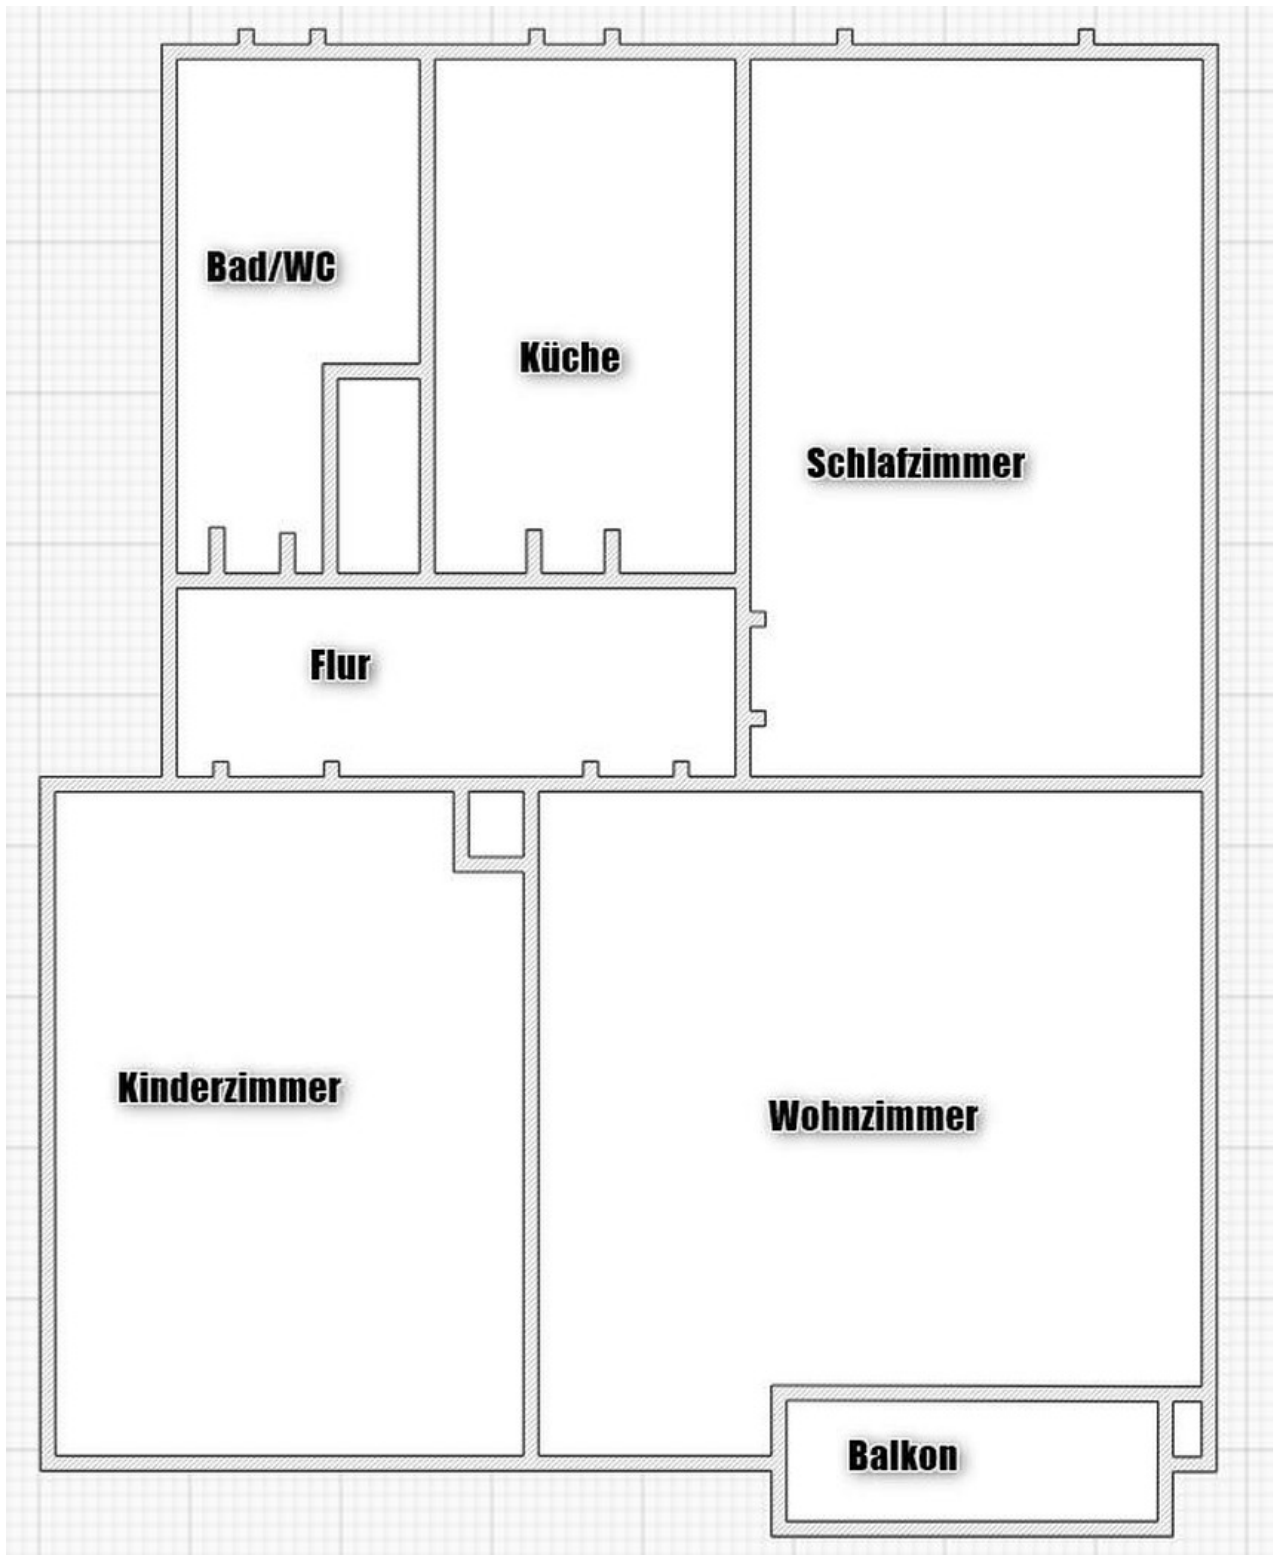 Bad/WC
Küche
Schlafzimmer
Flur
Kinderzimmer
Wohnzimmer
Balkon